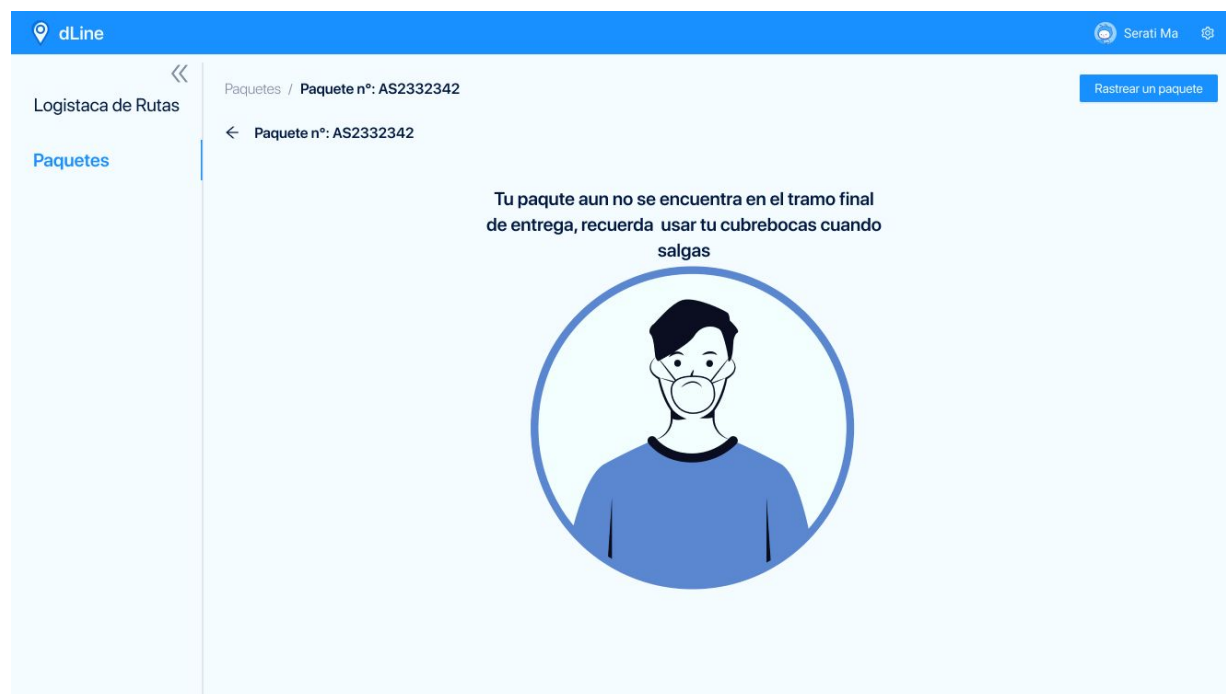 dLine
Serati Ma
Logistaca de Rutas
Paquetes
Paquetes / Paquete nº: AS2332342
Rastrear un paquete
Paquete nº: AS2332342
Tu paqute aun no se encuentra en el tramo final
de entrega, recuerda usar tu cubrebocas cuando
salgas